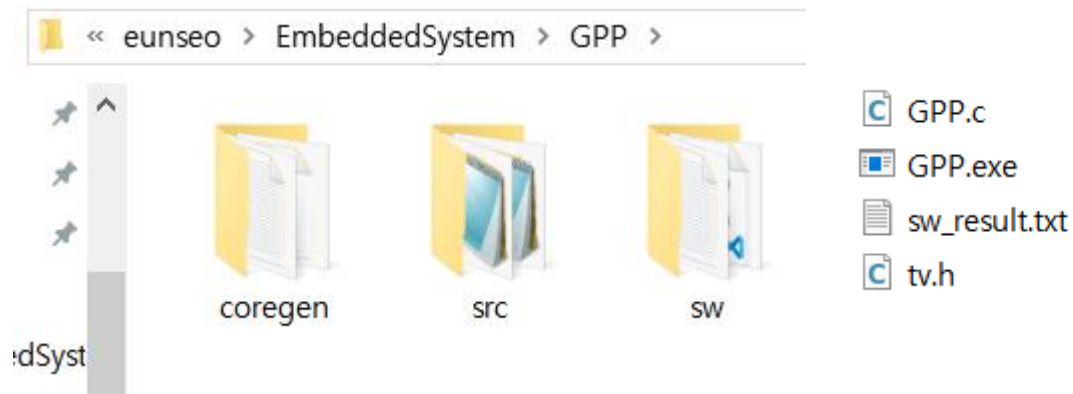 « eunseo > EmbeddedSystem > GPP >
coregen
src
sw
edSyst
GPP.c
GPP.exe
sw_result.txt
tv.h